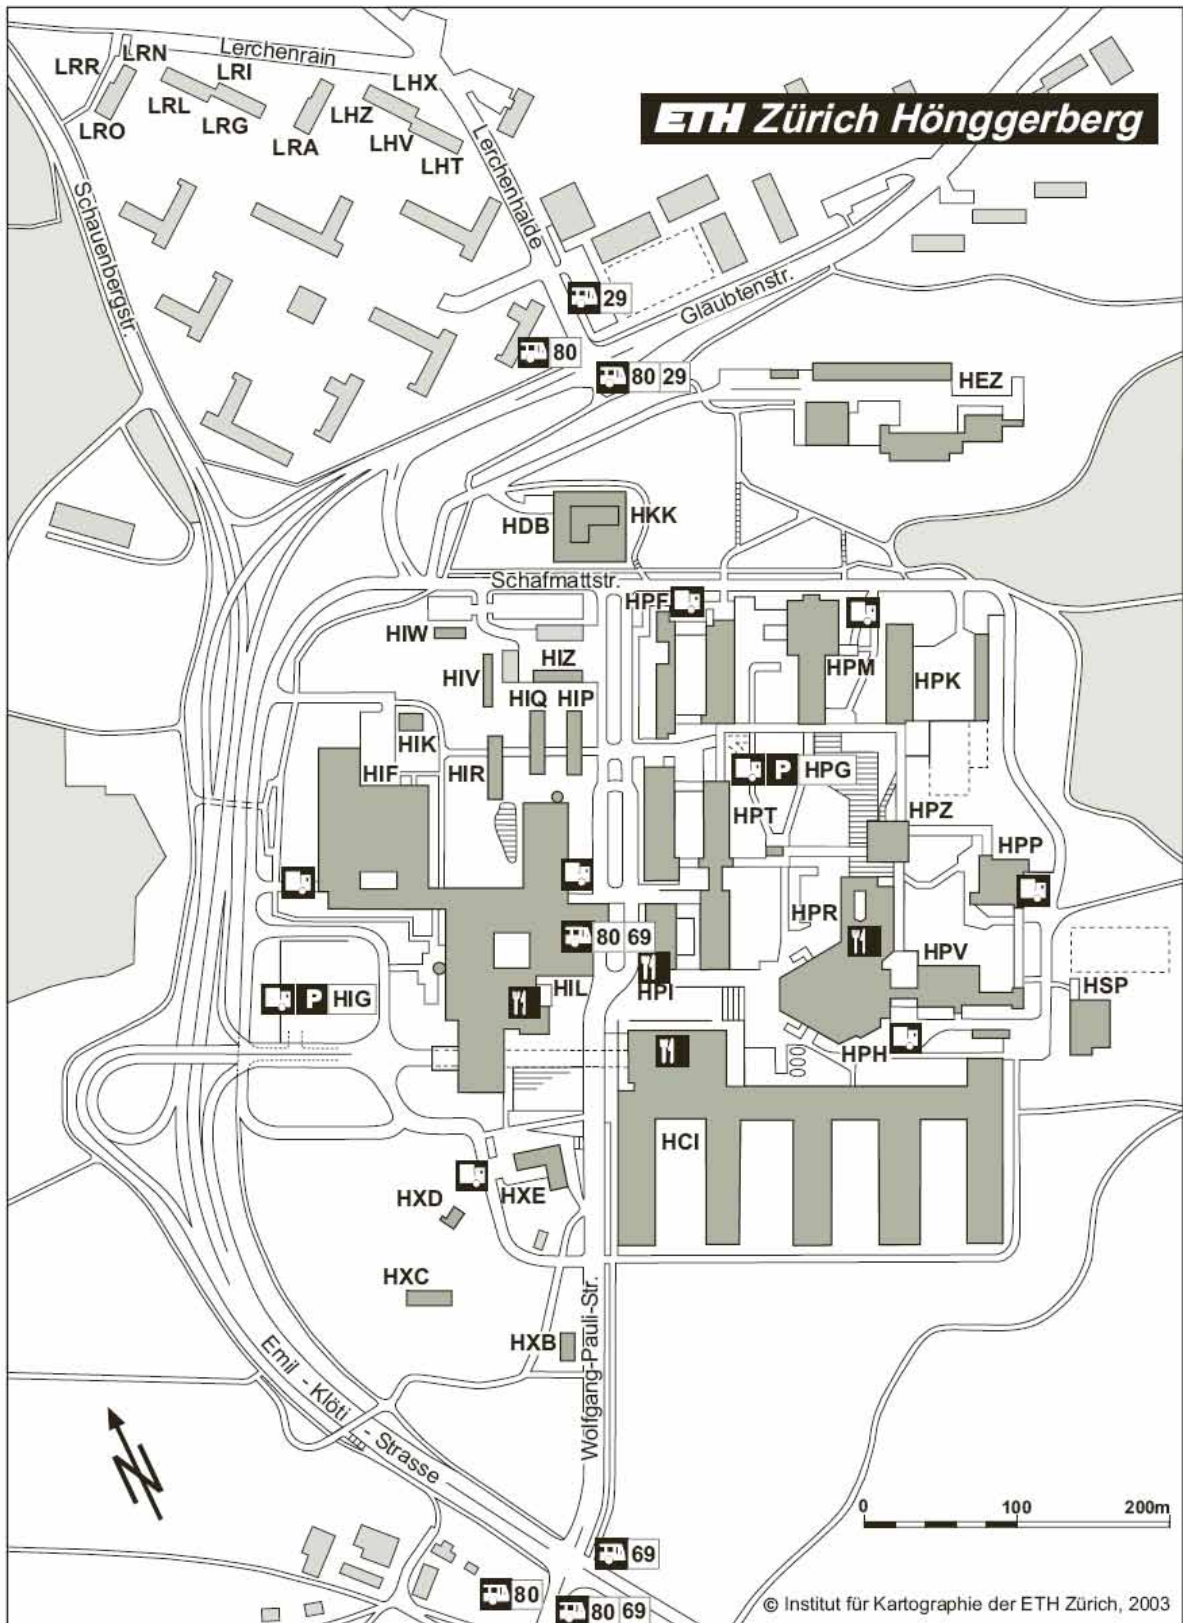 Lerchenrain
LRN
LRR
LRI
LHX
LRL
LRG
LHZ
LRO
LRA
LHV
LHT
ETH Zürich Hönggerberg
Schauenbergstr.
Lerchenhalde
29
Glaubtenstr.
80
80 29
HEZ
HDB
HKK
Schafmattstr.
HPF
HIW
HIZ
HPM
HIV
HPK
HIQ
HIP
HIK
HIF
HIR
P HPG
HPT
HPZ
HPP
HPR
80 69
HPV
HIL
HPI
HSP
P HIG
HPH
HCI
HXD
HXE
HXC
HXB
Wolfgang-Pauli-Str.
Emil - Klöti - Strasse
0 100 200m
69
80
80 69
© Institut für Kartographie der ETH Zürich, 2003